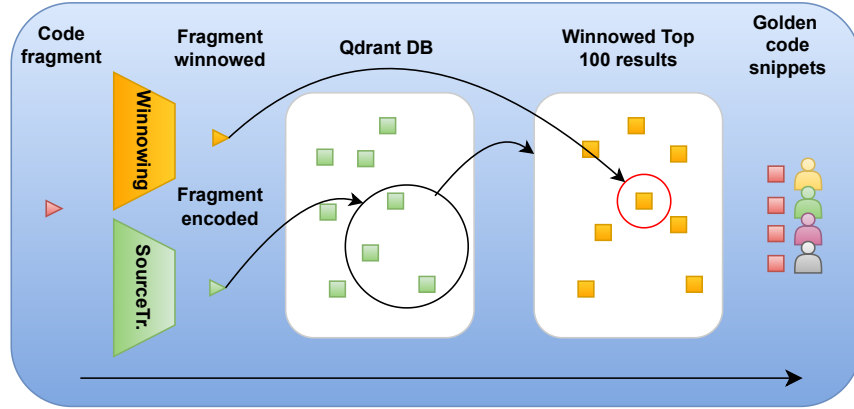 Code
fragment
Fragment
winnowed
Qdrant DB
Winnowed Top
100 results
Golden
code
snippets
Winnowing
Fragment
encoded
SourceTr.